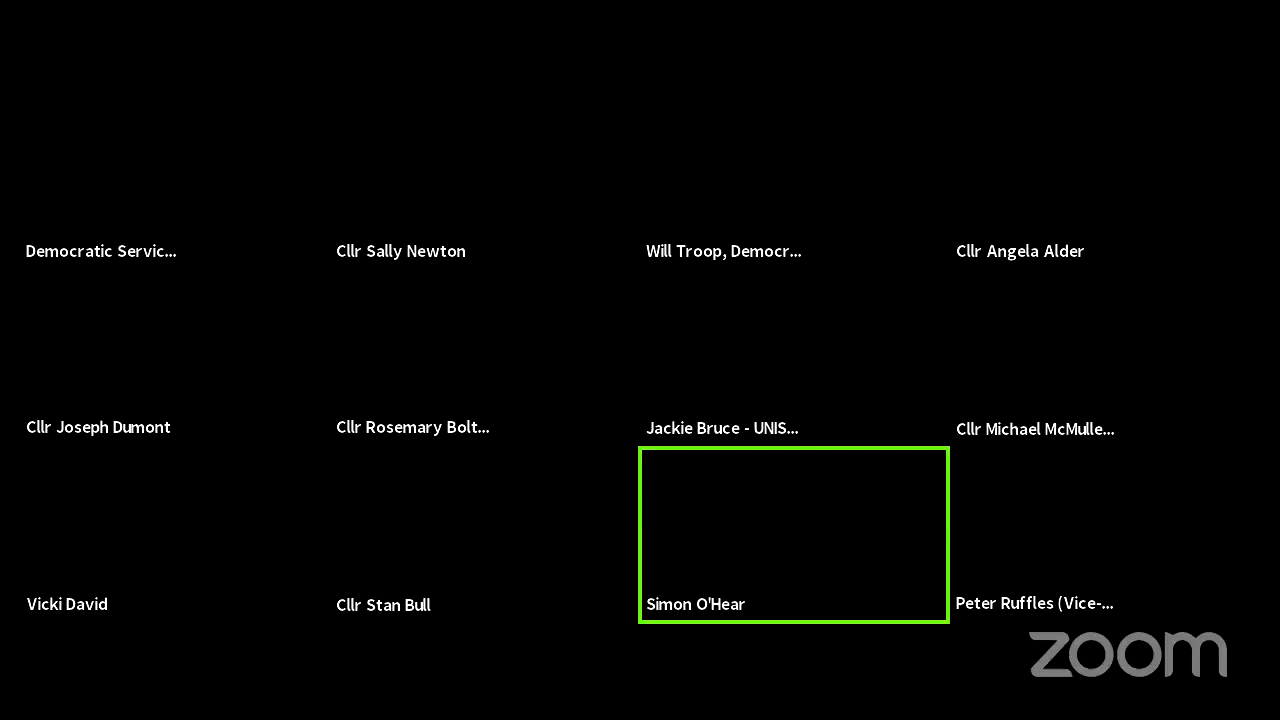 Democratic Servic...
Cllr Sally Newton
Will Troop, Democr...
Cllr Angela Alder
Cllr Joseph Dumont
Cllr Rosemary Bolt...
Jackie Bruce - UNIS...
Cllr Michael McMulle...
Vicki David
Cllr Stan Bull
Simon O'Hear
Peter Ruffles (Vice-...
zoom